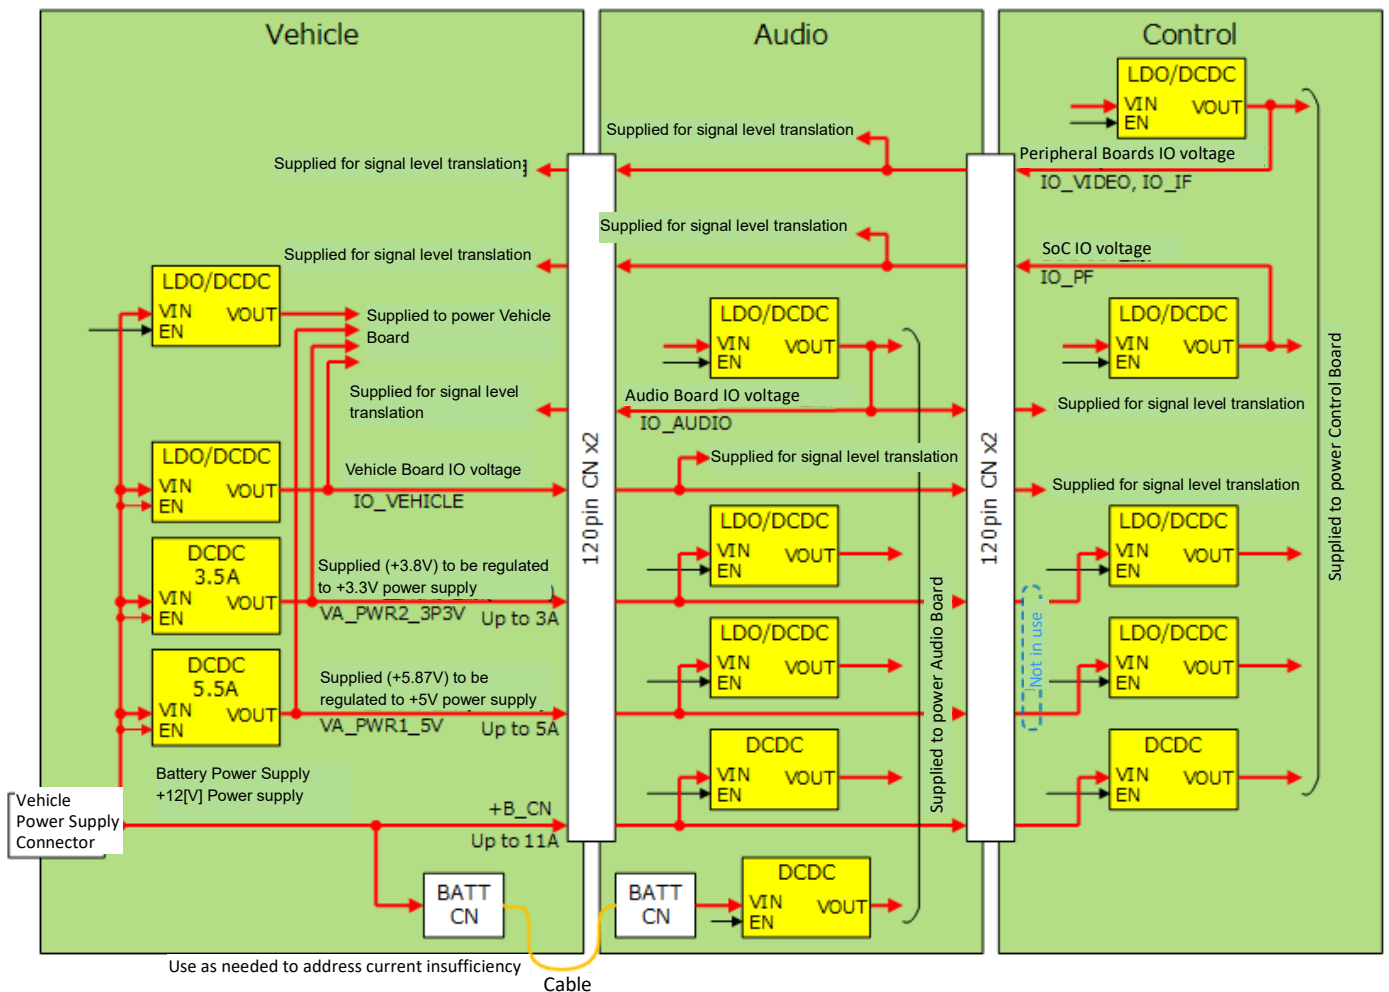 Vehicle
Audio
Control
LDO/DCDC
VIN
VOUT
EN
Supplied for signal level translation
Supplied for signal level translation
Peripheral Boards IO voltage
IO_VIDEO, IO_IF
Supplied for signal level translation
Supplied for signal level translation
SoC IO voltage
IO_PF
LDO/DCDC
VIN
VOUT
EN
Supplied to power Vehicle
Board
LDO/DCDC
VIN
VOUT
EN
LDO/DCDC
VIN
VOUT
EN
Supplied for signal level
translation
Audio Board IO voltage
IO_AUDIO
Supplied for signal level translation
Supplied to power Control Board
LDO/DCDC
VIN
VOUT
EN
Vehicle Board IO voltage
IO_VEHICLE
120pin CN x2
Supplied for signal level translation
120pin CN x2
Supplied for signal level translation
DCDC
3.5A
VIN
VOUT
EN
Supplied (+3.8V) to be regulated
to +3.3V power supply
VA_PWR2_3P3V
Up to 3A
LDO/DCDC
VIN
VOUT
EN
LDO/DCDC
VIN
VOUT
EN
Not in use
DCDC
5.5A
VIN
VOUT
EN
Supplied (+5.87V) to be
regulated to +5V power supply
VA_PWR1_5V
Up to 5A
LDO/DCDC
VIN
VOUT
EN
Supplied to power Audio Board
LDO/DCDC
VIN
VOUT
EN
Battery Power Supply
+12[V] Power supply
Vehicle
Power Supply
Connector
+B_CN
Up to 11A
DCDC
VIN
VOUT
EN
DCDC
VIN
VOUT
EN
BATT
CN
BATT
CN
DCDC
VIN
VOUT
EN
Use as needed to address current insufficiency
Cable